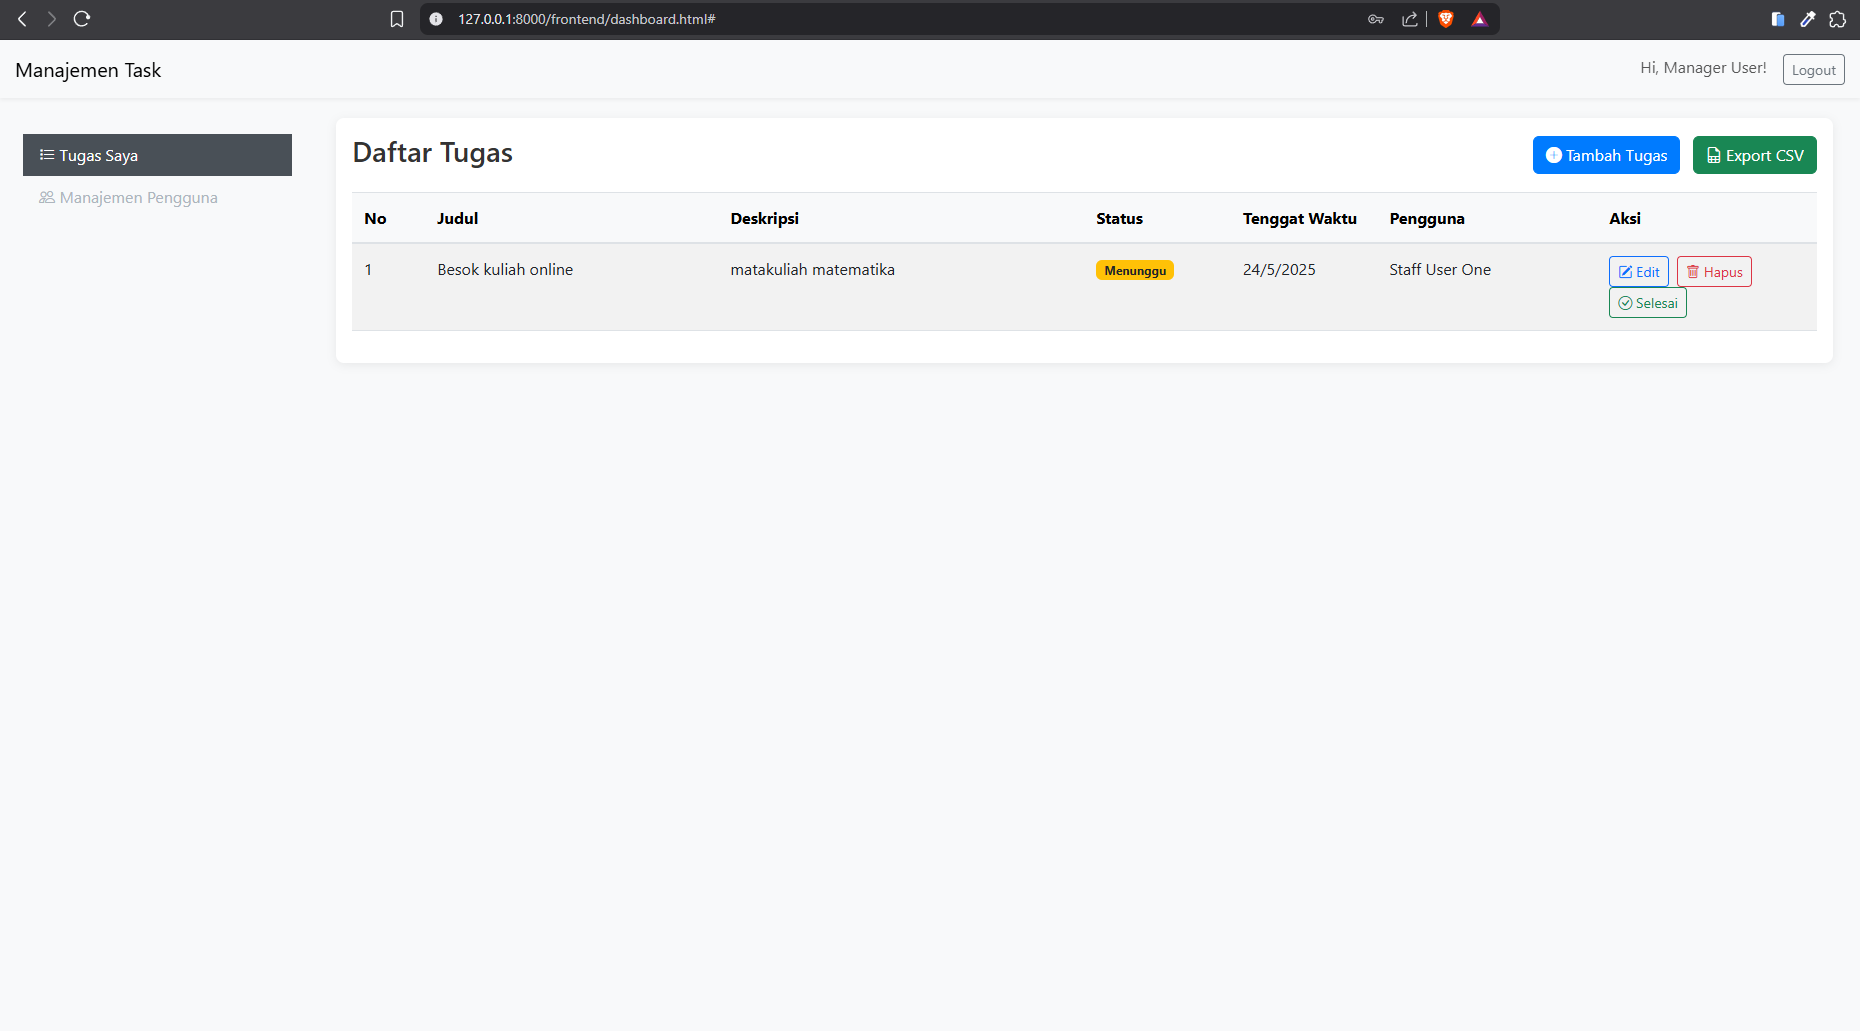 127.0.0.1:8000/frontend/dashboard.html#
Manajemen Task
Hi, Manager User!
Logout
Tugas Saya
Manajemen Pengguna
Daftar Tugas
Tambah Tugas
Export CSV
No Judul Deskripsi Status Tenggat Waktu Pengguna Aksi
1 Besok kuliah online matakuliah matematika Menunggu 24/5/2025 Staff User One Edit Hapus
Selesai